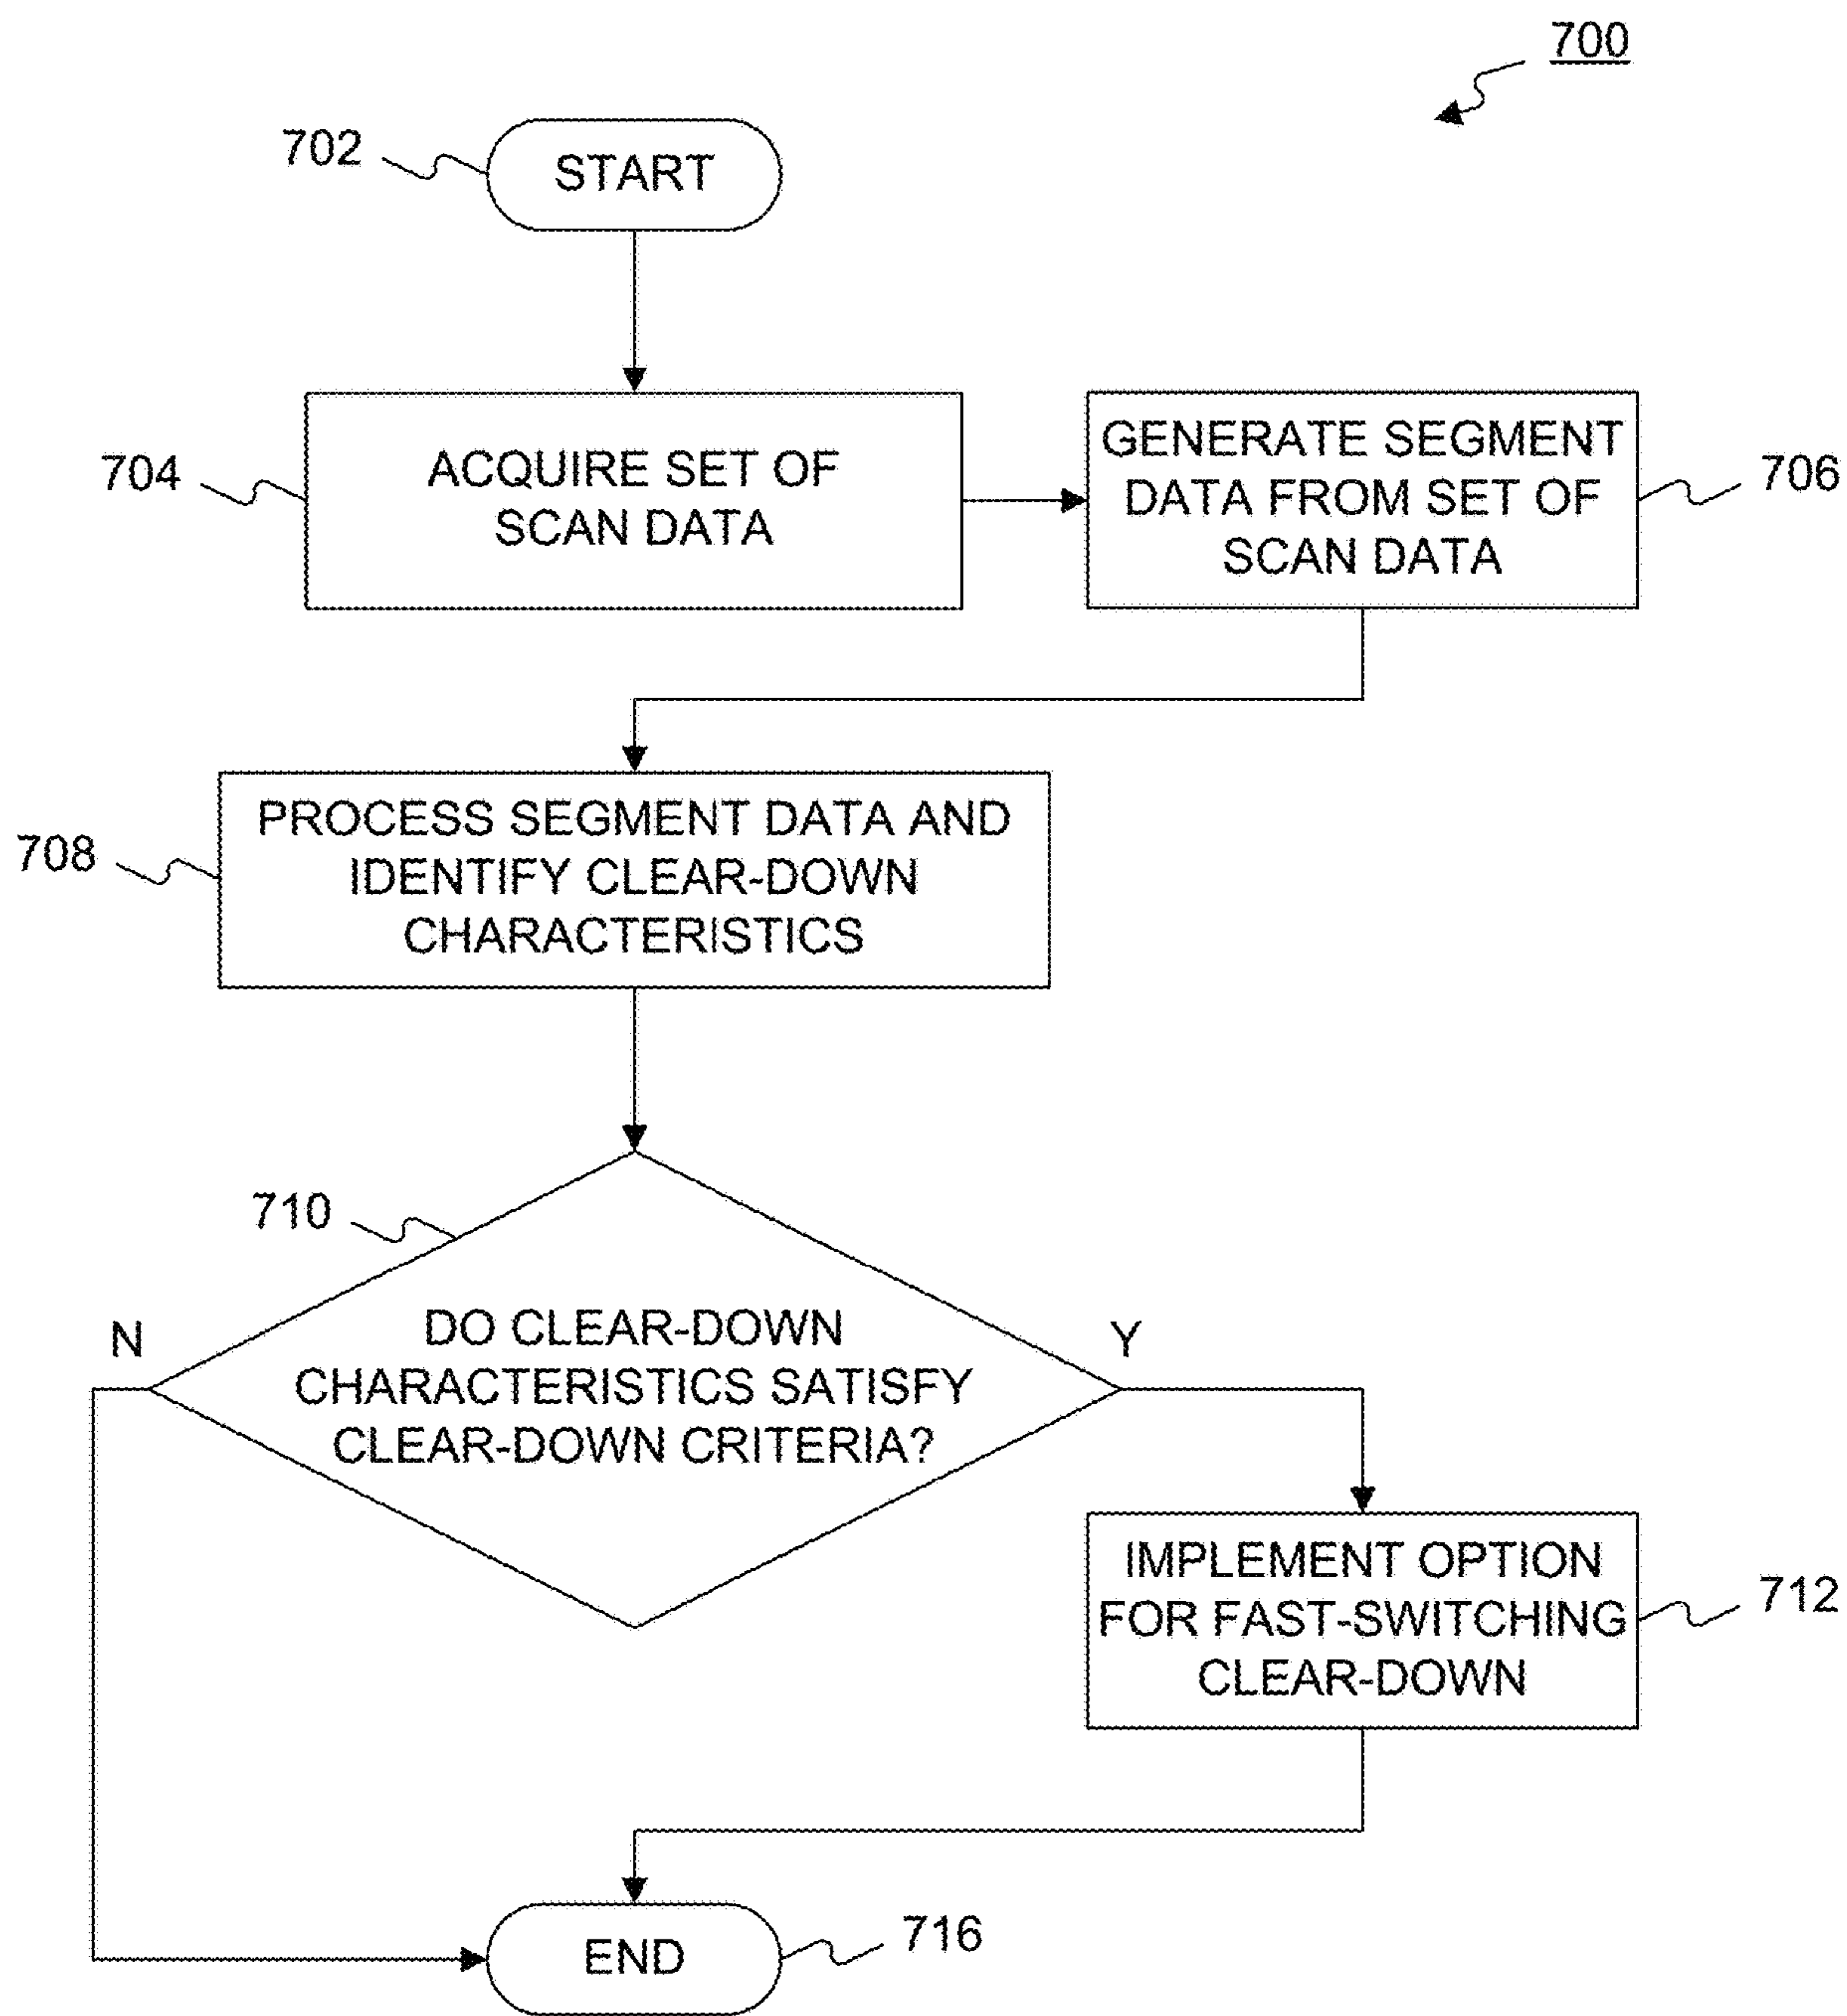 700
702
START
704
ACQUIRE SET OF
SCAN DATA
GENERATE SEGMENT
DATA FROM SET OF
SCAN DATA
706
708
PROCESS SEGMENT DATA AND
IDENTIFY CLEAR-DOWN
CHARACTERISTICS
710
N
DO CLEAR-DOWN
CHARACTERISTICS SATISFY
CLEAR-DOWN CRITERIA?
Y
IMPLEMENT OPTION
FOR FAST-SWITCHING
CLEAR-DOWN
712
END
716